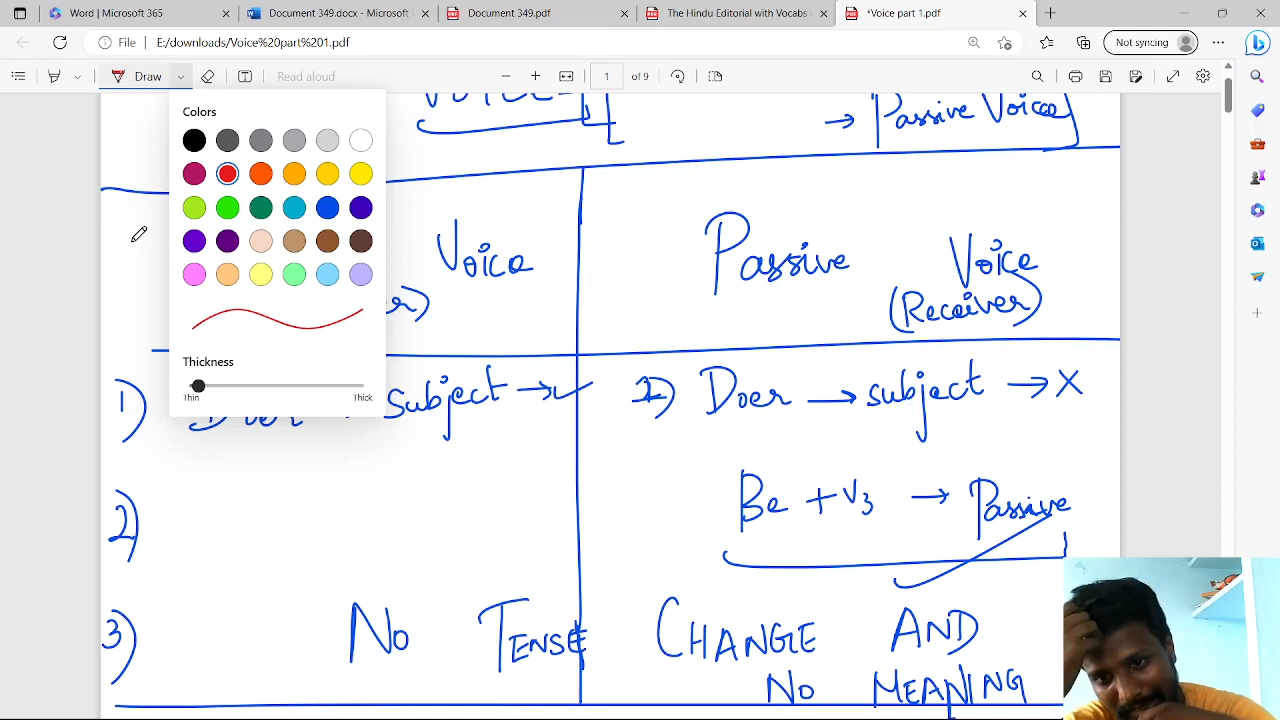 Word | Microsoft 365
Document 349.docx - Microsoft
Document 349.pdf
The Hindu Editorial with Vocabs
*Voice part 1.pdf
File
E:/downloads/Voice%20part%201.pdf
Not syncing
Draw
Read aloud
1
of 9
Colors
Thickness
Thin
Thick
VOICE
→ Passive Voice
Voice
Passive Voice
(Receiver)
1) Doer → subject → ✓
2) Doer → subject → X
2)
Be + V3 → Passive
3) No TENSE CHANGE AND
No MEANING